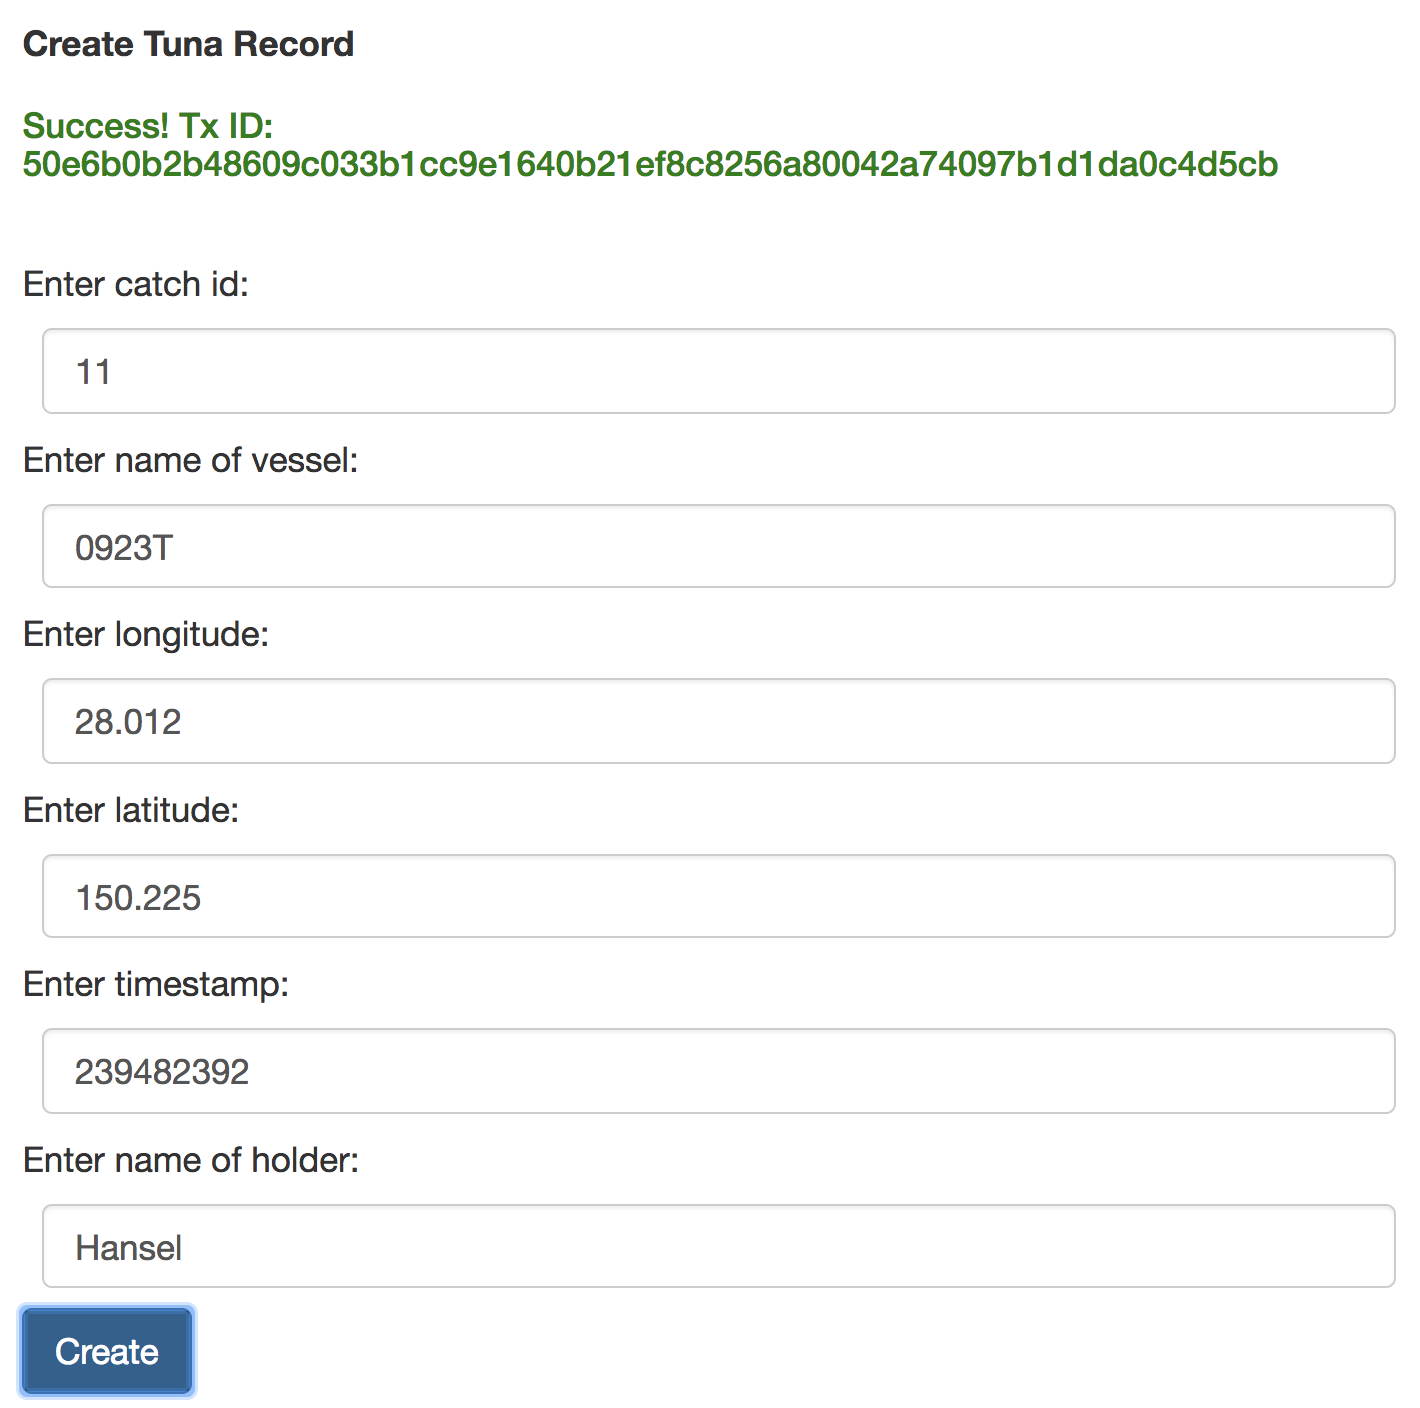 Create Tuna Record
Success! Tx ID:
50e6b0b2b48609c033b1cc9e1640b21ef8c8256a80042a74097b1d1da0c4d5cb
Enter catch id:
11
Enter name of vessel:
0923T
Enter longitude:
28.012
Enter latitude:
150.225
Enter timestamp:
239482392
Enter name of holder:
Hansel
Create